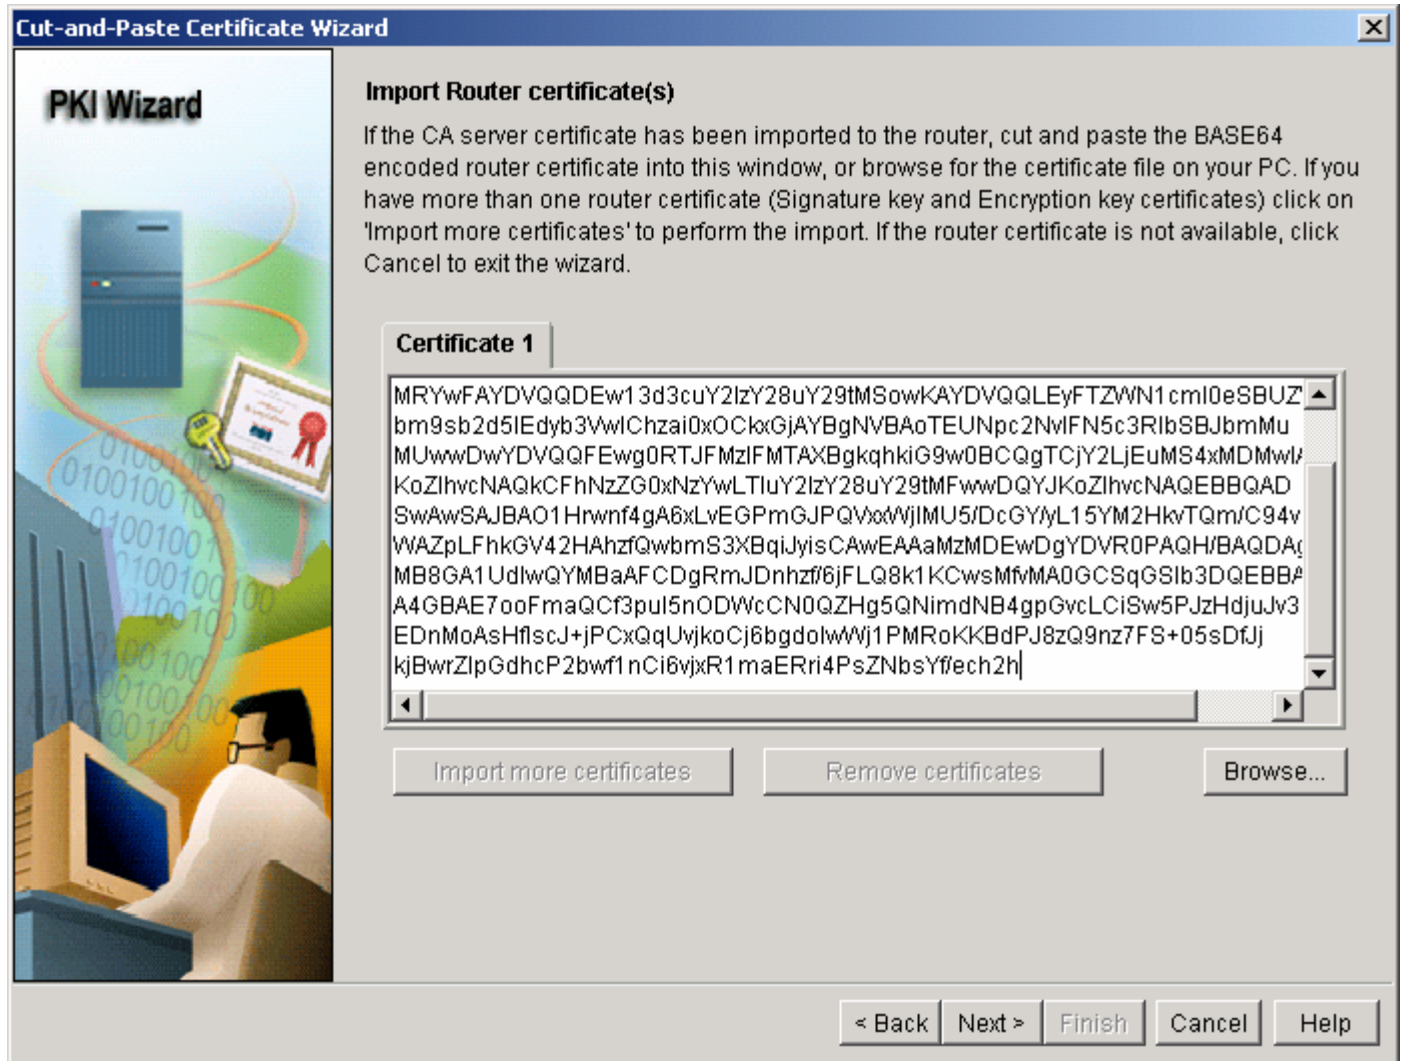 Cut-and-Paste Certificate Wizard
PKI Wizard
Import Router certificate(s)
If the CA server certificate has been imported to the router, cut and paste the BASE64
encoded router certificate into this window, or browse for the certificate file on your PC. If you
have more than one router certificate (Signature key and Encryption key certificates) click on
'Import more certificates' to perform the import. If the router certificate is not available, click
Cancel to exit the wizard.
Certificate 1
MRYwFAYDVQQDEw13d3cuY2lzY28uY29tMSowKAYDVQQLEyFTZWN1cml0eSBUZ
bm9sb2d5IEdyb3VwIChzai0xOCkxGjAYBgNVBAoTEUNpc2NvIFN5c3RlbSBJbmMu
MUwwDwYDVQQFEwg0RTJFMzlFMTAXBgkqhkiG9w0BCQgTCjY2LjEuMS4xMDMwIA
KoZIhvcNAQkCFhNzZG0xNzYwLTIuY2lzY28uY29tMFwwDQYJKoZIhvcNAQEBBQAD
SwAwSAJBAO1Hrwnf4gA6xLvEGPmGJPQVxxWjIMU5/DcGY/yL15YM2HkvTQm/C94v
WAZpLFhkGV42HAhzfQwbmS3XBqiJyisCAwEAAaMzMDEwDgYDVR0PAQH/BAQDAg
MB8GA1UdIwQYMBaAFCDgRmJDnhzf/6jFLQ8k1KCwsMfvMA0GCSqGSIb3DQEBBA
A4GBAE7ooFmaQCf3puI5nODWcCN0QZHg5QNimdNB4gpGvcLCiSw5PJzHdjuJv3
EDnMoAsHflscJ+jPCxQqUvjkoCj6bgdolwWj1PMRoKKBdPJ8zQ9nz7FS+05sDfJj
kjBwrZlpGdhcP2bwf1nCi6vjxR1maERri4PsZNbsYf/ech2h
Import more certificates
Remove certificates
Browse...
< Back
Next >
Finish
Cancel
Help